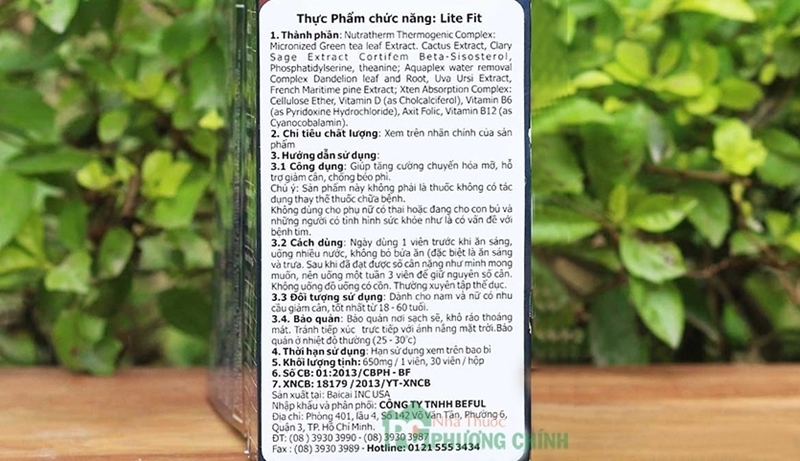 Thực Phẩm chức năng: Lite Fit
1. Thành phân: Nutratherm Thermogenic Complex:
Micronized Green tea leaf Extract. Cactus Extract, Clary
Sage Extract Cortifem Beta-Sisosterol,
Phosphatidylserine, theanine; Aquaplex water removal
Complex Dandelion leaf and Root, Uva Ursi Extract,
French Maritime pine Extract; Xten Absorption Complex:
Cellulose Ether, Vitamin D (as Cholcalciferol), Vitamin B6
(as Pyridoxine Hydrochloride), Axit Folic, Vitamin B12 (as
Cyanocobalamin).
2. Chỉ tiêu chất lượng: Xem trên nhãn chính của sản
phẩm
3. Hướng dẫn sử dụng:
3.1 Công dụng: Giúp tăng cường chuyển hóa mỡ, hỗ
trợ giảm cân, chống béo phì.
Chú ý: Sản phẩm này không phải là thuốc không có tác
dụng thay thế thuốc chữa bệnh.
Không dùng cho phụ nữ có thai hoặc đang cho con bú và
những người có tình hình sức khỏe như là có vấn đề với
bệnh tim.
3.2 Cách dùng: Ngày dùng 1 viên trước khi ăn sáng,
uống nhiều nước, không bỏ bửa ăn (đặc biệt là ăn sáng
và trưa. Sau khi đã đạt được số cân nặng như mình mong
muốn, nên uống một tuần 3 viên để giữ nguyên số cân.
Không uống đồ uống có cồn. Thường xuyên tập thể dục.
3.3 Đối tượng sử dụng: Dành cho nam và nữ có nhu
cầu giảm cân, tốt nhất từ 18 - 60 tuổi.
3.4. Bảo quản: Bảo quản nơi sạch sẽ, khô ráo thoáng
mát. Tránh tiếp xúc trực tiếp với ánh nắng mặt trời.Bảo
quản ở nhiệt độ thường (25 - 30°c)
4. Thời hạn sử dụng: Hạn sử dụng xem trên bao bì
5. Khối lượng tịnh: 650mg / 1 viên, 30 viên / hộp
6. Số CB: 01:2013/CBPH - BF
7. XNCB: 18179 /2013/YT-XNCB
Sản xuất tại: Baicai INC USA
Nhập khẩu và phân phối: CÔNG TY TNHH BEFUL
Địa chỉ: Phòng 401, lầu 4, Số 142 Võ Văn Tần, Phường 6,
Quận 3, TP. Hồ Chí Minh.
ĐT: (08) 3930 3990 - (08) 3930 3987
Fax : (08) 3930 3989 - Hotline: 0121 555 3434
Nhà Thuốc
PHƯƠNG CHÍNH